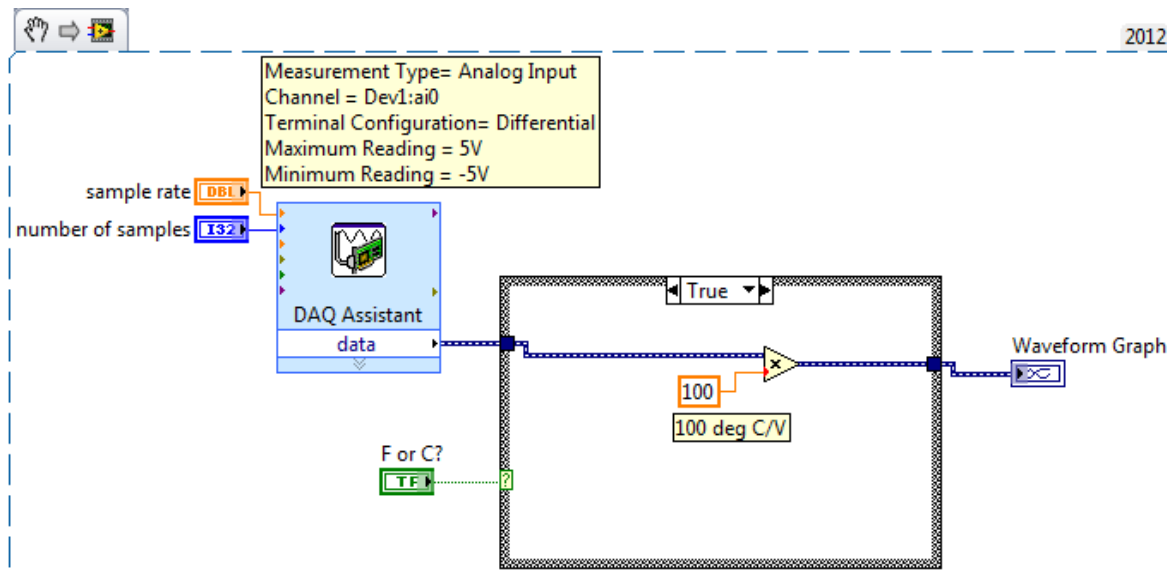 2012
Measurement Type= Analog Input
Channel = Dev1:ai0
Terminal Configuration= Differential
Maximum Reading = 5V
Minimum Reading = -5V
sample rate
DBL
number of samples
I32
DAQ Assistant
data
True
100
100 deg C/V
Waveform Graph
F or C?
TF
?